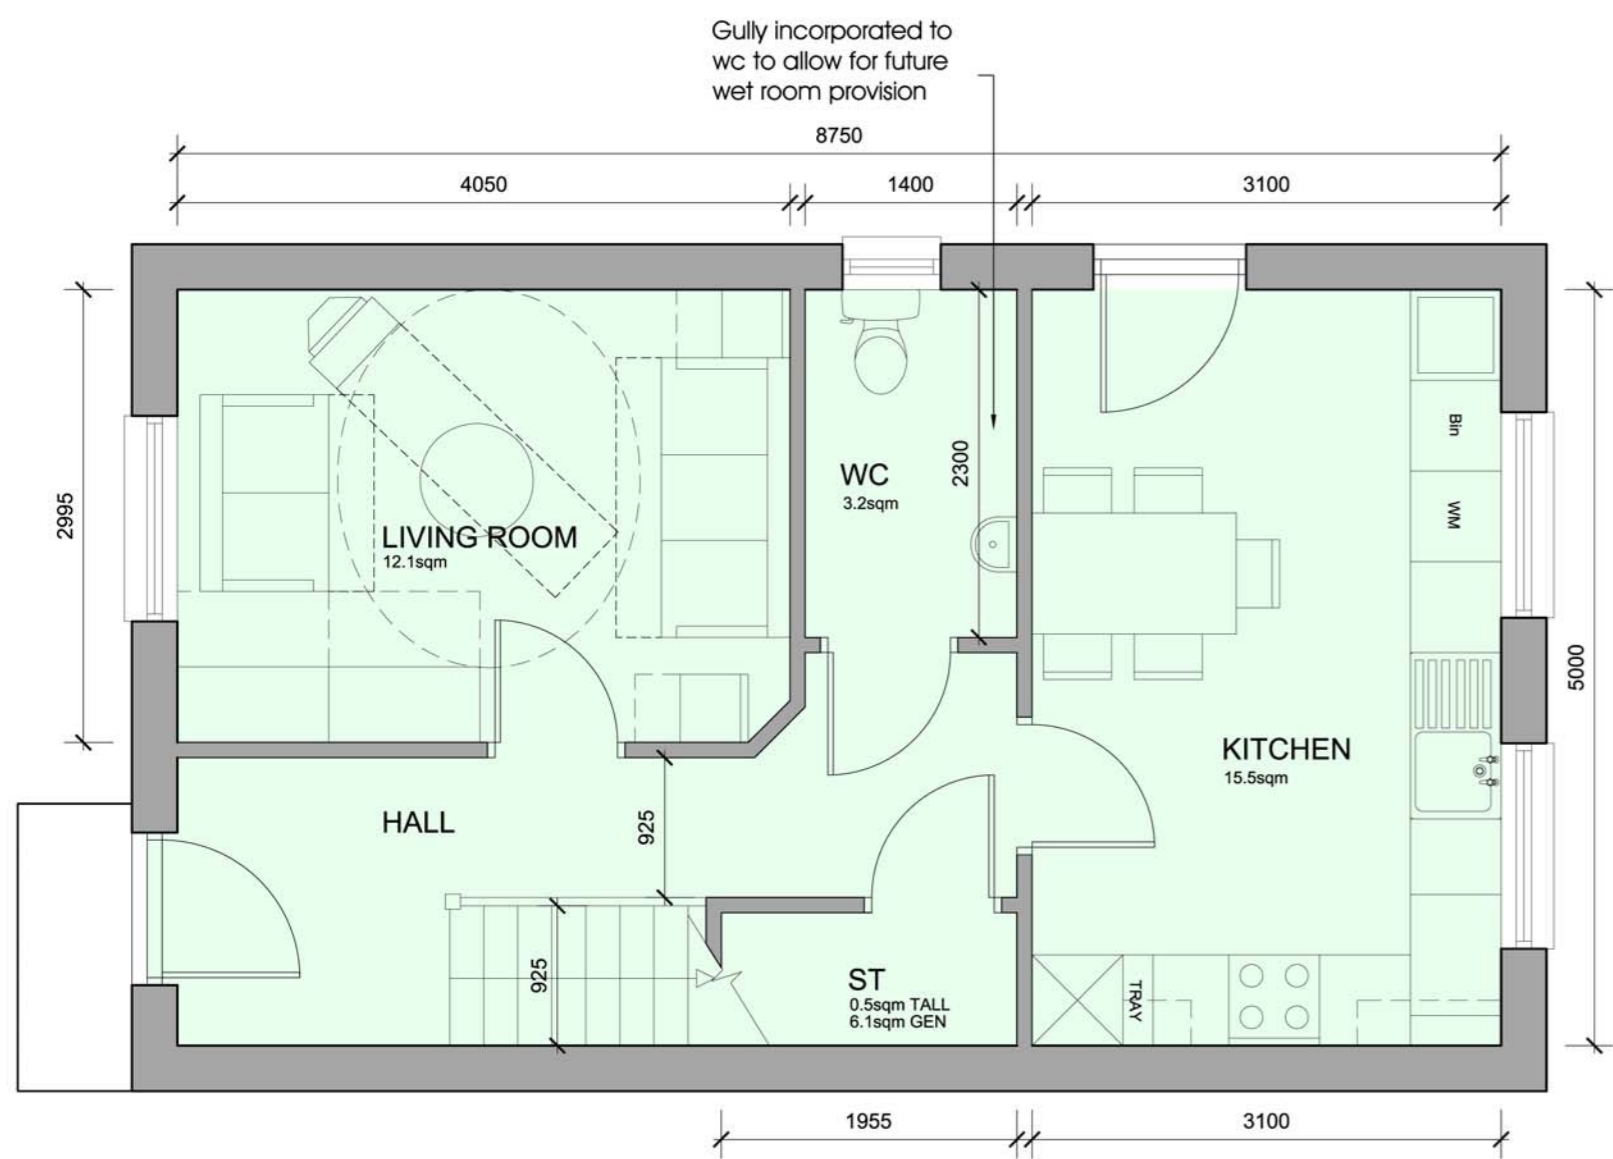 Gully incorporated to
wc to allow for future
wet room provision
8750
4050
1400
3100
2995
2300
5000
WC
3.2sqm
LIVING ROOM
12.1sqm
Bin
WM
KITCHEN
15.5sqm
HALL
925
925
ST
0.5sqm TALL
6.1sqm GEN
TRAY
1955
3100